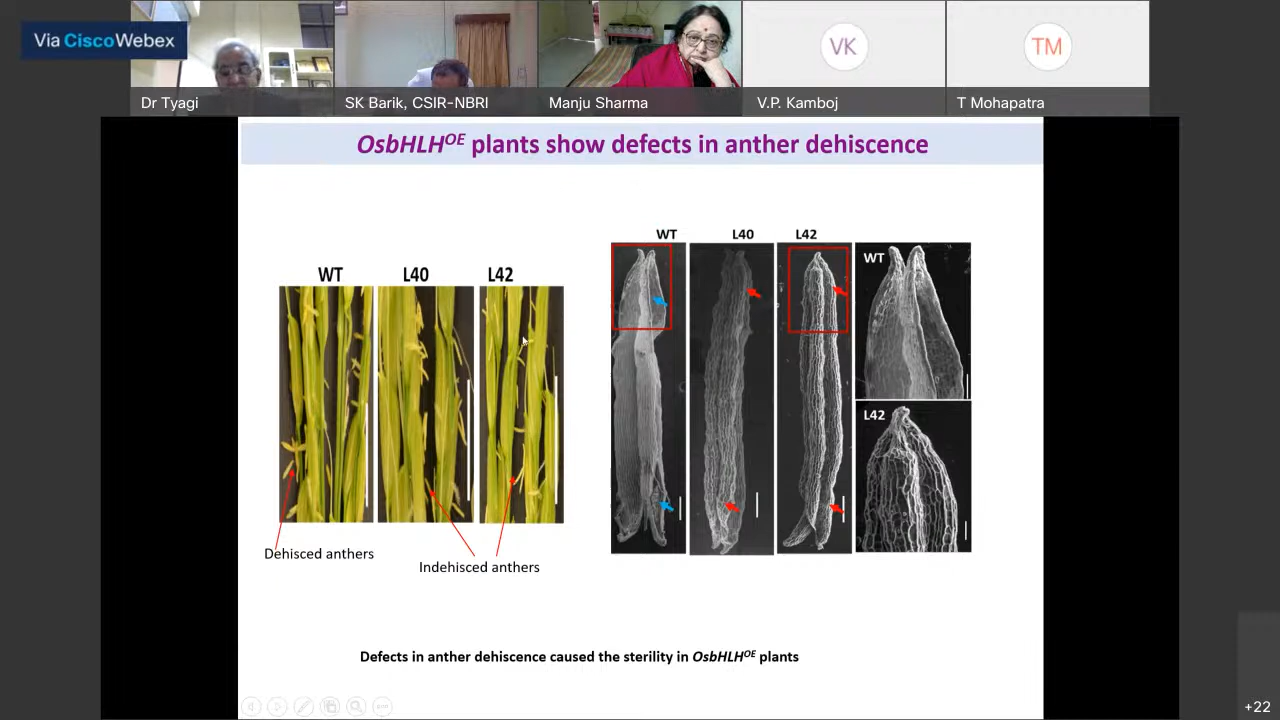 Via CiscoWebex
Dr Tyagi
SK Barik, CSIR-NBRI
Manju Sharma
VK
V.P. Kamboj
TM
T Mohapatra
OsbHLHOE plants show defects in anther dehiscence
WT L40 L42
Dehisced anthers
Indehisced anthers
WT L40 L42
WT
L42
Defects in anther dehiscence caused the sterility in OsbHLHOE plants
+22